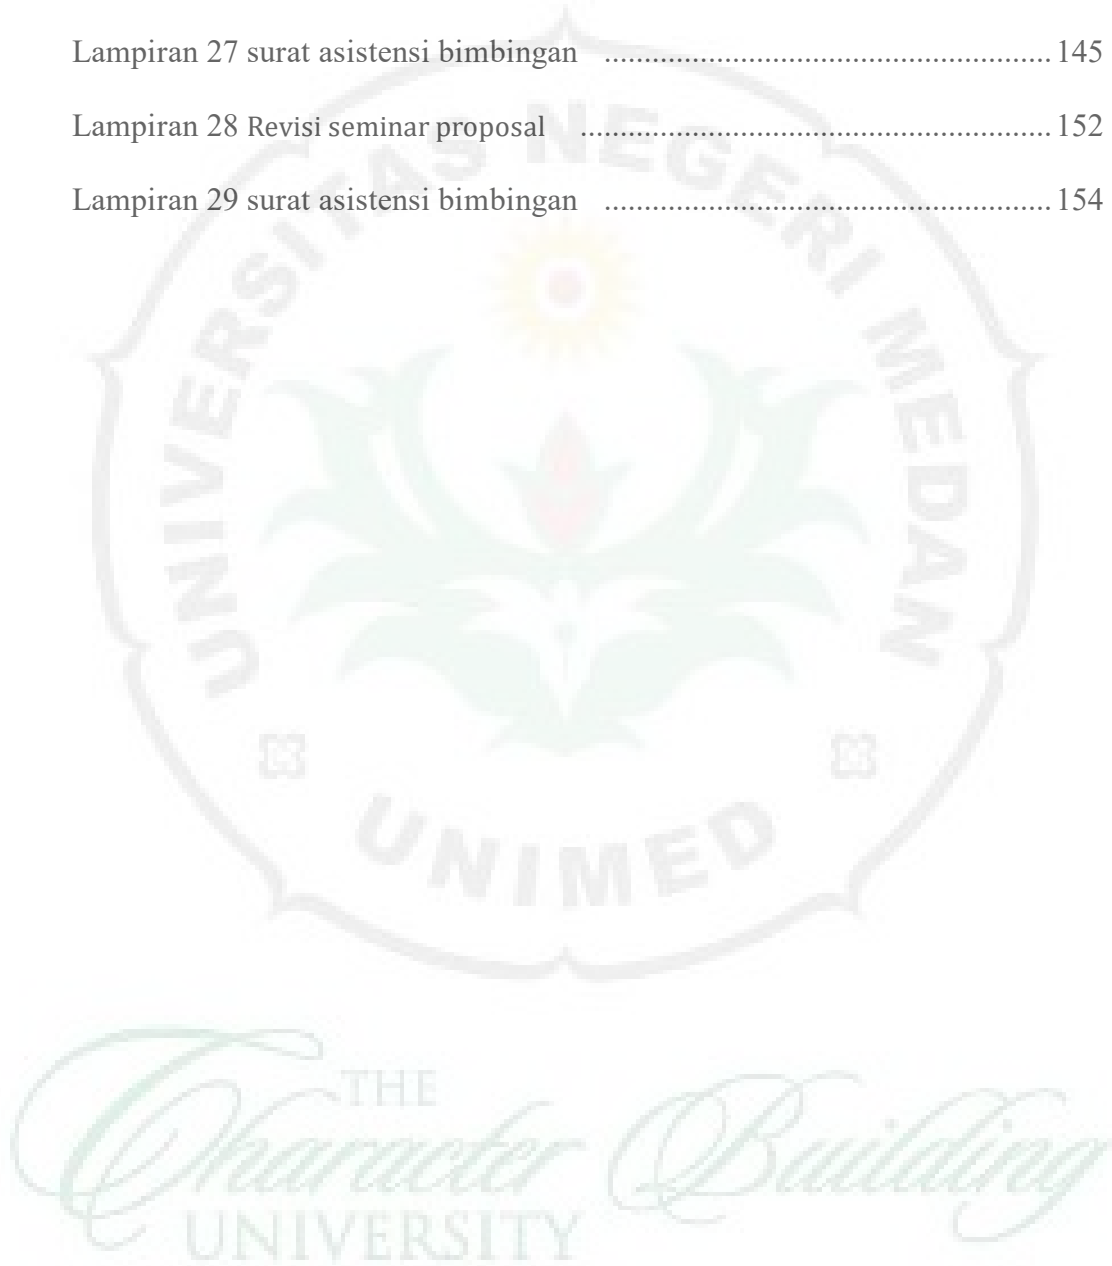 Lampiran 27 surat asistensi bimbingan ........................................................ 145
Lampiran 28 Revisi seminar proposal ........................................................... 152
Lampiran 29 surat asistensi bimbingan ........................................................ 154
UNIVERSITAS NEGERI MEDAN
UNIMED
THE
Character Building
UNIVERSITY